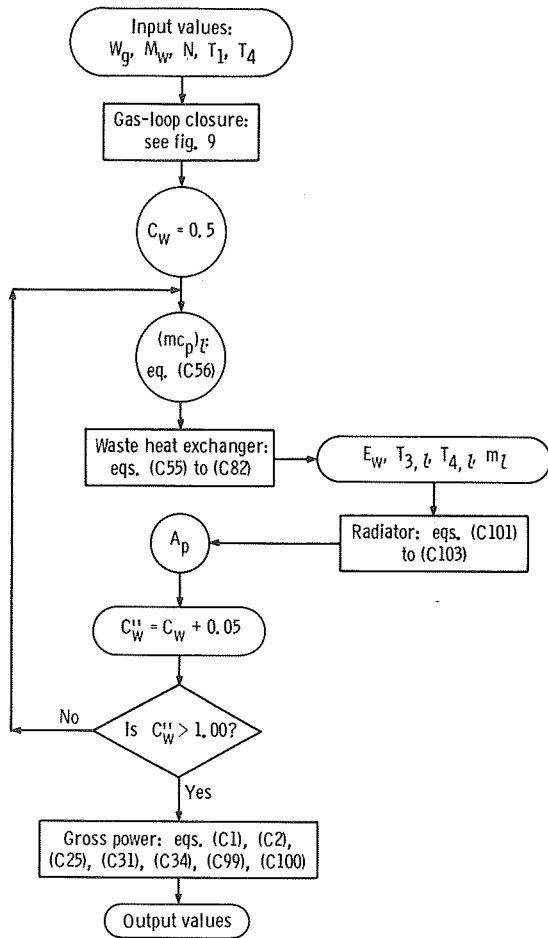 Input values:
W_g, M_w, N, T_1, T_4
Gas-loop closure:
see fig. 9
C_w = 0.5
(mc_p)_l:
eq. (C56)
Waste heat exchanger:
eqs. (C55) to (C82)
E_w, T_3, l, T_4, l, m_l
Radiator: eqs. (C101)
to (C103)
A_p
C''_w = C_w + 0.05
No
Is C''_w > 1.00?
Yes
Gross power: eqs. (C1), (C2),
(C25), (C31), (C34), (C99), (C100)
Output values